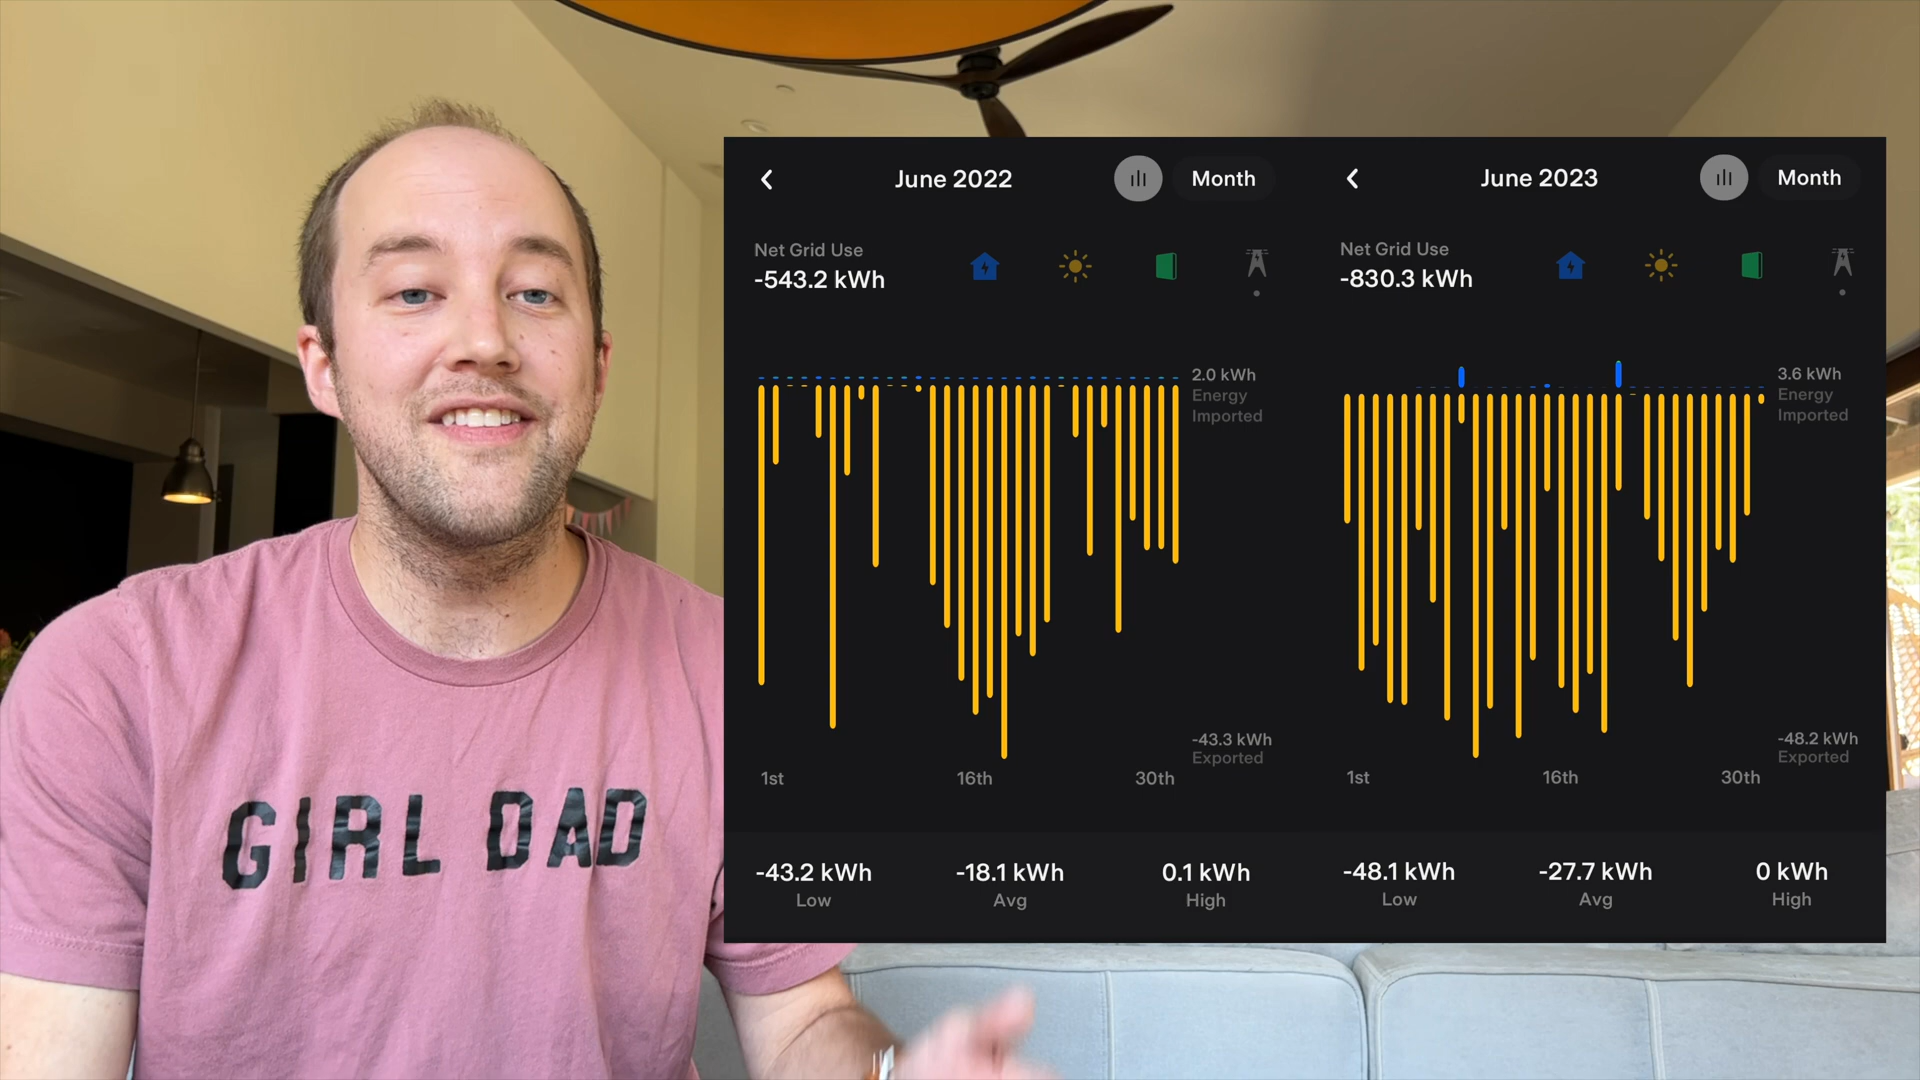 June 2022
Month
Net Grid Use
-543.2 kWh
2.0 kWh
Energy
Imported
-43.3 kWh
Exported
1st
16th
30th
-43.2 kWh
Low
-18.1 kWh
Avg
0.1 kWh
High
June 2023
Month
Net Grid Use
-830.3 kWh
3.6 kWh
Energy
Imported
-48.2 kWh
Exported
1st
16th
30th
-48.1 kWh
Low
-27.7 kWh
Avg
0 kWh
High
GIRL DAD